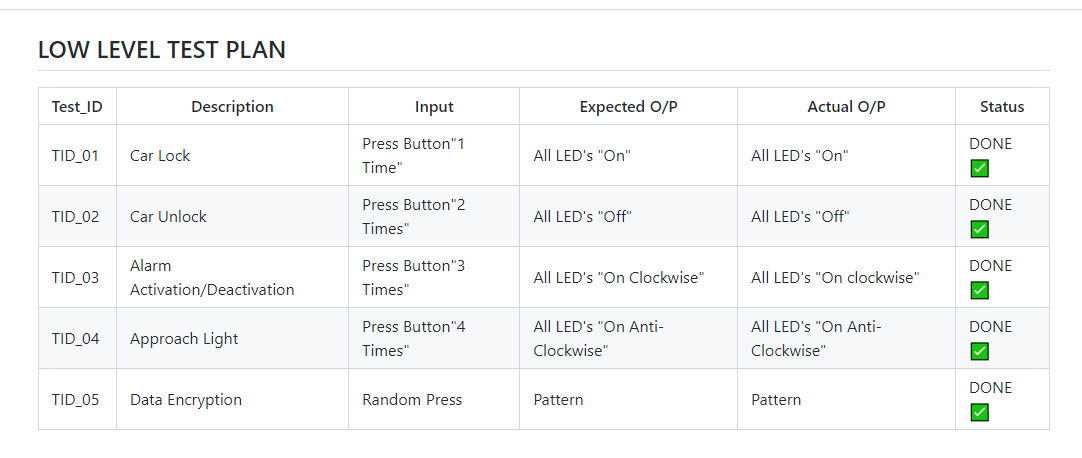 LOW LEVEL TEST PLAN
Test_ID Description Input Expected O/P Actual O/P Status
TID_01 Car Lock Press Button"1 Time" All LED's "On" All LED's "On" DONE ✅
TID_02 Car Unlock Press Button"2 Times" All LED's "Off" All LED's "Off" DONE ✅
TID_03 Alarm Activation/Deactivation Press Button"3 Times" All LED's "On Clockwise" All LED's "On clockwise" DONE ✅
TID_04 Approach Light Press Button"4 Times" All LED's "On Anti-Clockwise" All LED's "On Anti-Clockwise" DONE ✅
TID_05 Data Encryption Random Press Pattern Pattern DONE ✅